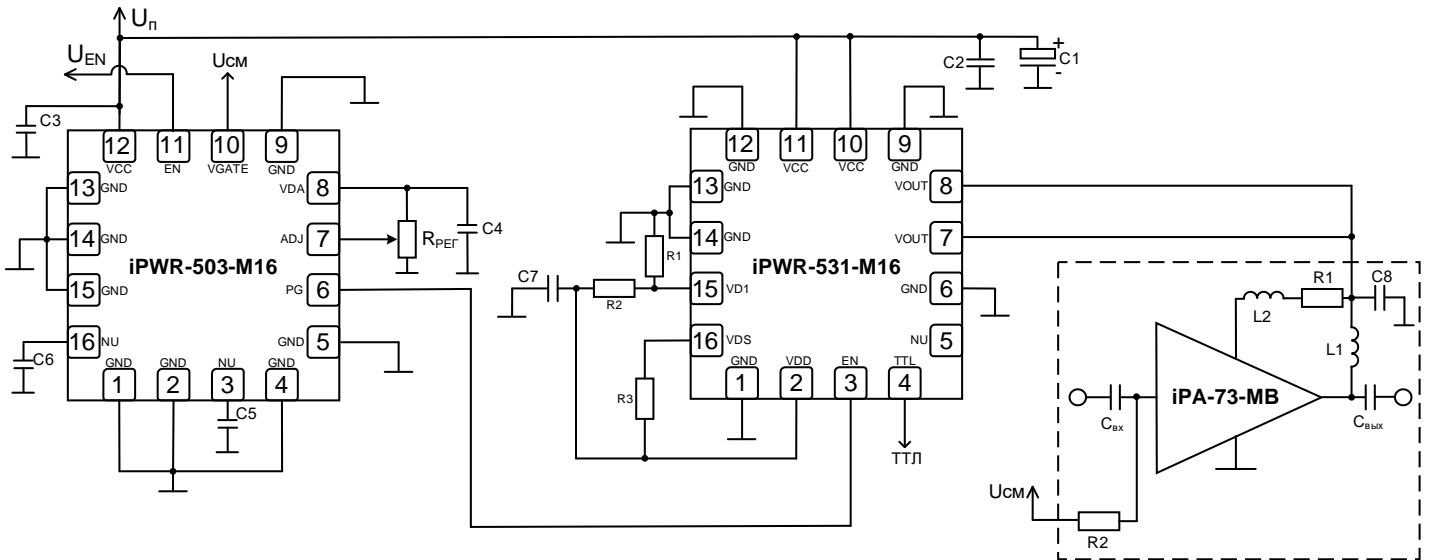 Uп
UEN
Uсм
C3
12
VCC
11
EN
10
VGATE
9
GND
13
GND
14
GND
15
GND
16
NU
C6
8
VDA
7
ADJ
6
PG
5
GND
RРЕГ
C4
iPWR-503-M16
GND
1
GND
2
NU
3
GND
4
C5
C2
+
C1
-
12
GND
11
VCC
10
VCC
9
GND
13
GND
14
GND
15
VD1
16
VDS
R1
R2
R3
C7
8
VOUT
7
VOUT
6
GND
5
NU
iPWR-531-M16
GND
1
VDD
2
EN
3
TTL
4
ТТЛ
R1
C8
L2
L1
iPA-73-MB
Cвх
Cвых
Uсм
R2